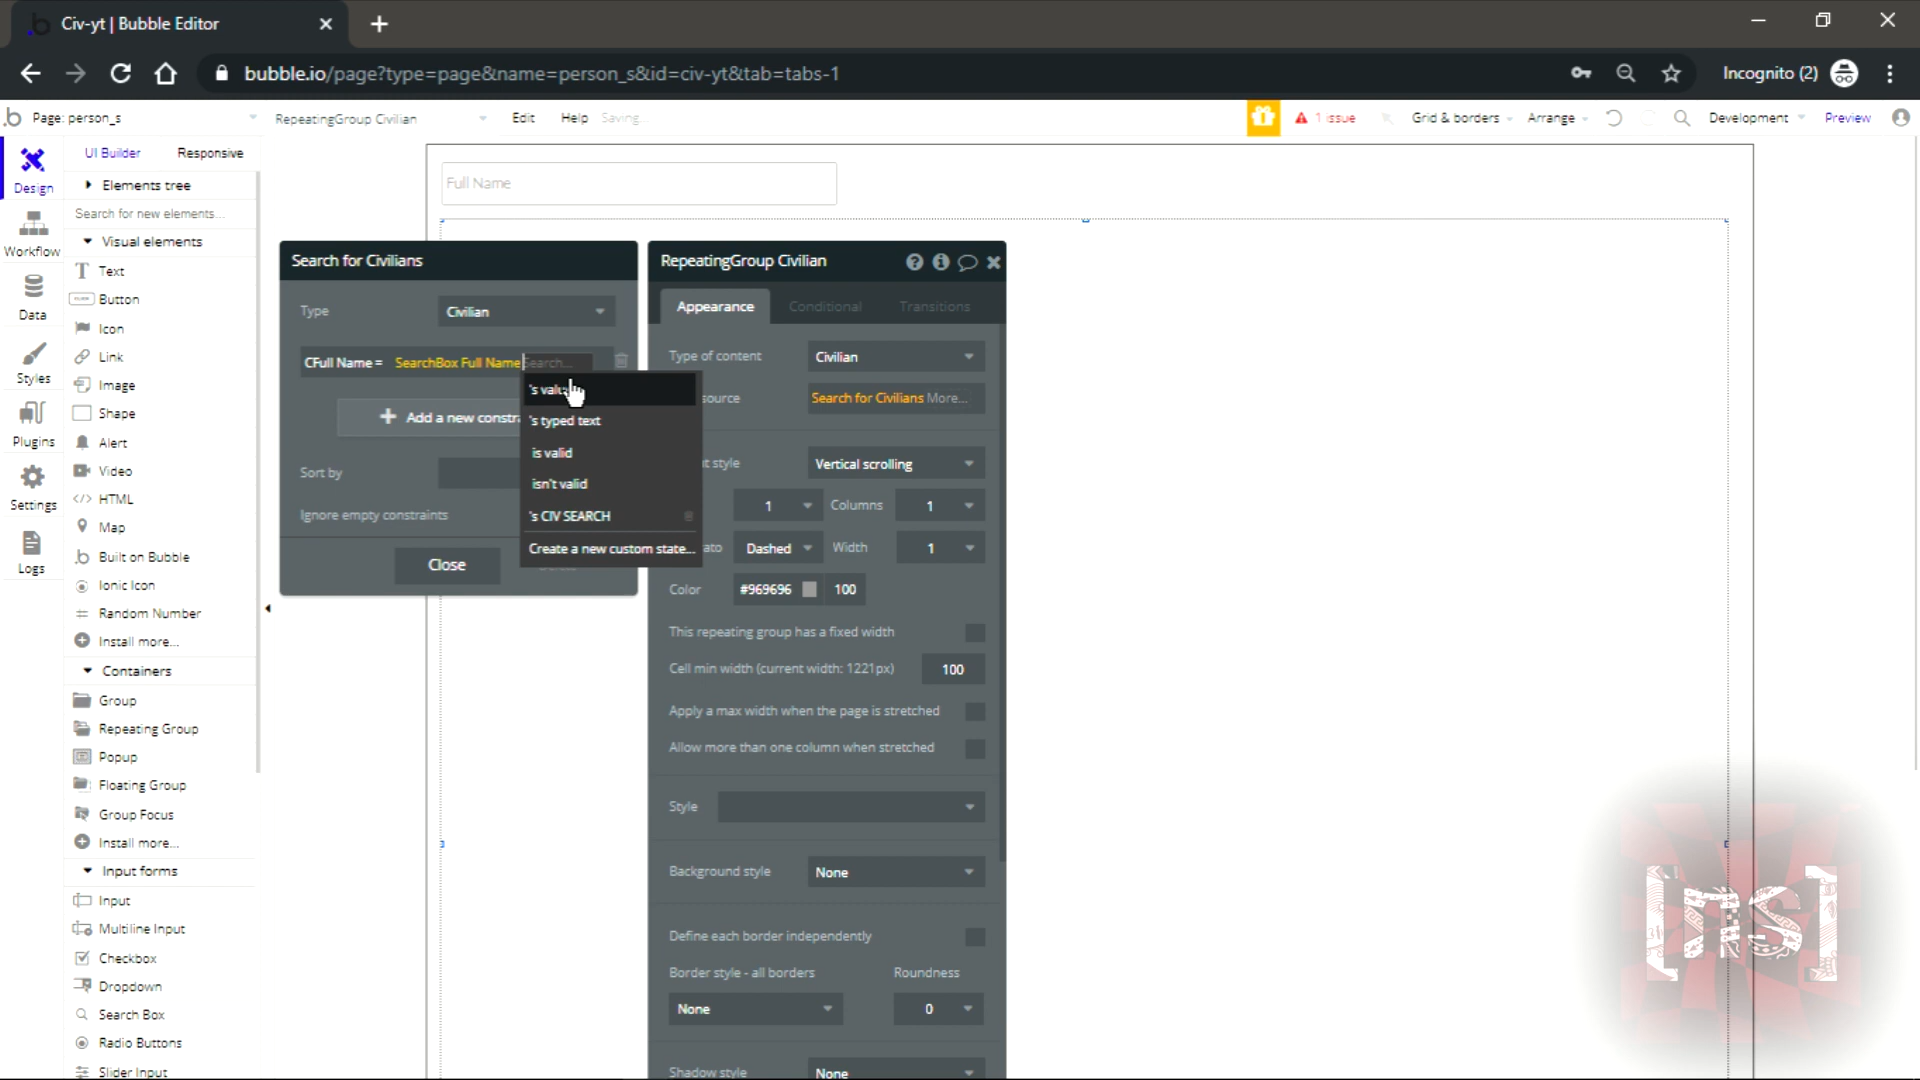 Civ-yt | Bubble Editor
bubble.io/page?type=page&name=person_s&id=civ-yt&tab=tabs-1
Incognito (2)
Page: person_s
RepeatingGroup Civilian
Edit
Help
Saving...
1 issue
Grid & borders
Arrange
Development
Preview
Design
Workflow
Data
Styles
Plugins
Settings
Logs
UI Builder
Responsive
Elements tree
Search for new elements...
Visual elements
Text
Button
Icon
Link
Image
Shape
Alert
Video
HTML
Map
Built on Bubble
Ionic Icon
Random Number
Install more...
Containers
Group
Repeating Group
Popup
Floating Group
Group Focus
Install more...
Input forms
Input
Multiline Input
Checkbox
Dropdown
Search Box
Radio Buttons
Slider Input
Full Name
Search for Civilians
Type
Civilian
CFull Name =
SearchBox Full Name
Search...
Add a new constra
Sort by
Ignore empty constraints
Close
's typed text
is valid
isn't valid
's CIV SEARCH
Create a new custom state...
RepeatingGroup Civilian
Appearance
Conditional
Transitions
Type of content
Civilian
source
Search for Civilians More...
style
Vertical scrolling
1
Columns
1
Dashed
Width
1
Color
#969696
100
This repeating group has a fixed width
Cell min width (current width: 1221px)
100
Apply a max width when the page is stretched
Allow more than one column when stretched
Style
Background style
None
Define each border independently
Border style - all borders
Roundness
None
0
Shadow style
None
[ns]